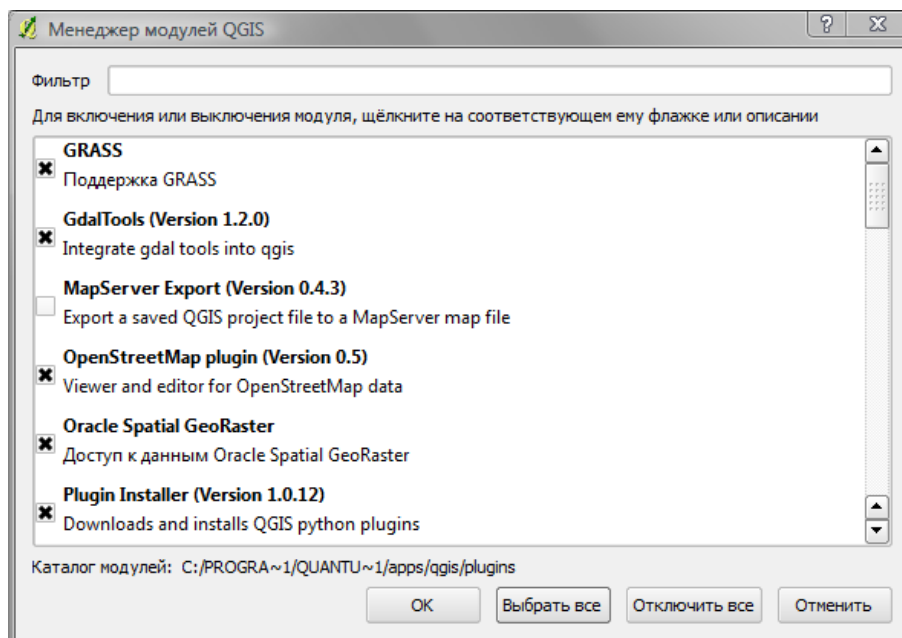 Менеджер модулей QGIS
Фильтр
Для включения или выключения модуля, щёлкните на соответствующем ему флажке или описании
GRASS
Поддержка GRASS
GdalTools (Version 1.2.0)
Integrate gdal tools into qgis
MapServer Export (Version 0.4.3)
Export a saved QGIS project file to a MapServer map file
OpenStreetMap plugin (Version 0.5)
Viewer and editor for OpenStreetMap data
Oracle Spatial GeoRaster
Доступ к данным Oracle Spatial GeoRaster
Plugin Installer (Version 1.0.12)
Downloads and installs QGIS python plugins
Каталог модулей: C:/PROGRA~1/QUANTU~1/apps/qgis/plugins
OK Выбрать все Отключить все Отменить